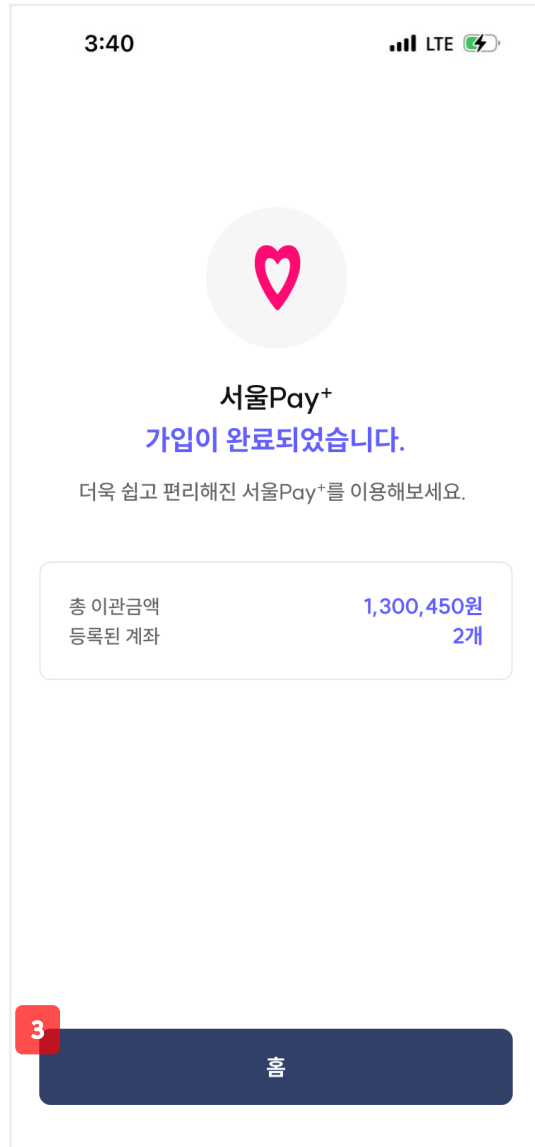 3:40 LTE
서울Pay⁺
가입이 완료되었습니다.
더욱 쉽고 편리해진 서울Pay⁺를 이용해보세요.
총 이관금액 1,300,450원
등록된 계좌 2개
3
홈